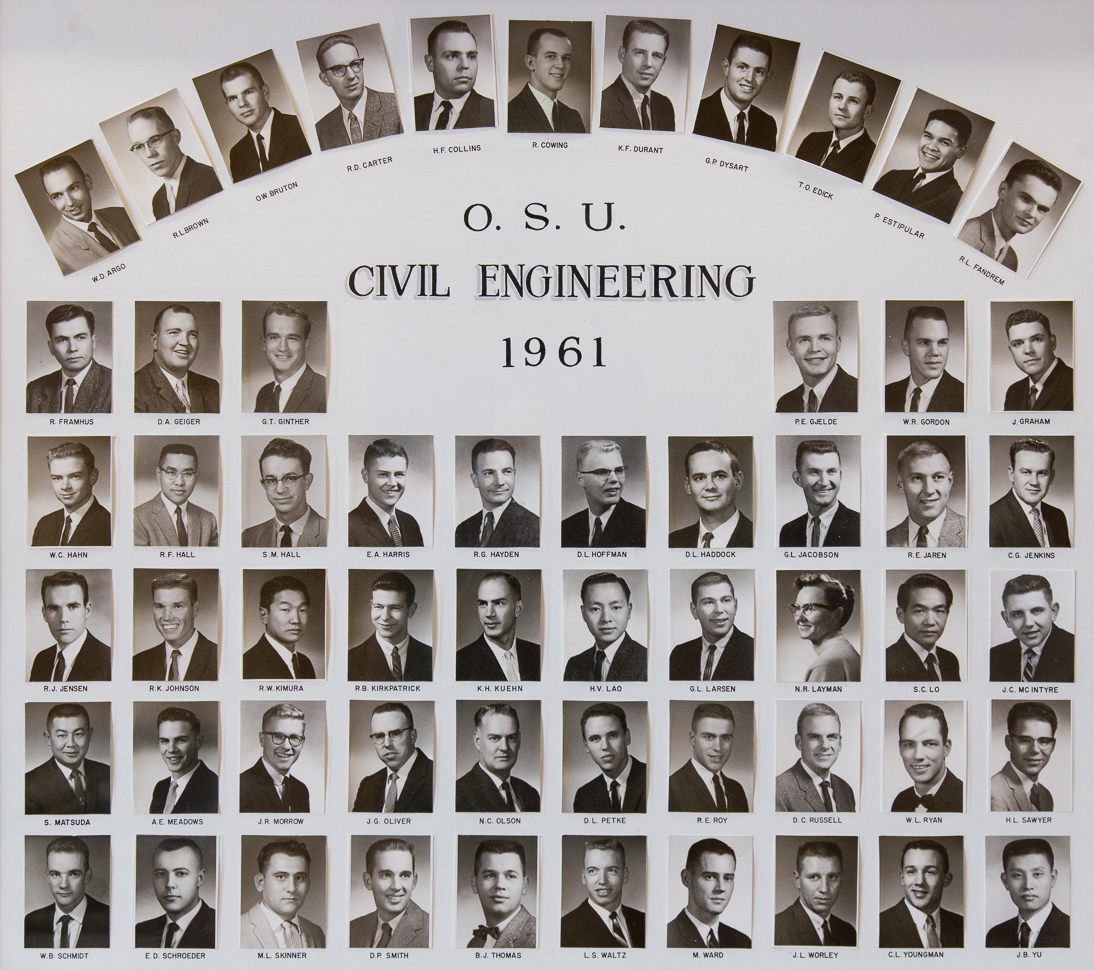 W.D. ARGO
R.L.BROWN
O.W. BRUTON
R.D. CARTER
H.F. COLLINS
R. COWING
K.F. DURANT
G.P. DYSART
T.O. EDICK
P. ESTIPULAR
R.L. FANDREM
O. S. U.
CIVIL ENGINEERING
1961
R. FRAMHUS
D.A. GEIGER
G.T. GINTHER
P.E. GJELDE
W.R. GORDON
J. GRAHAM
W.C. HAHN
R.F. HALL
S.M. HALL
E.A. HARRIS
R.G. HAYDEN
D.L. HOFFMAN
D.L. HADDOCK
G.L. JACOBSON
R.E. JAREN
C.G. JENKINS
R.J. JENSEN
R.K. JOHNSON
R.W. KIMURA
R.B. KIRKPATRICK
K.H. KUEHN
H.V. LAO
G.L. LARSEN
N.R. LAYMAN
S.C. LO
J.C. MC INTYRE
S. MATSUDA
A.E. MEADOWS
J.R. MORROW
J.G. OLIVER
N.C. OLSON
D.L. PETKE
R.E. ROY
D.C. RUSSELL
W.L. RYAN
H.L. SAWYER
W.B. SCHMIDT
E.D. SCHROEDER
M.L. SKINNER
D.P. SMITH
B.J. THOMAS
L.S. WALTZ
M. WARD
J.L. WORLEY
C.L. YOUNGMAN
J.B. YU